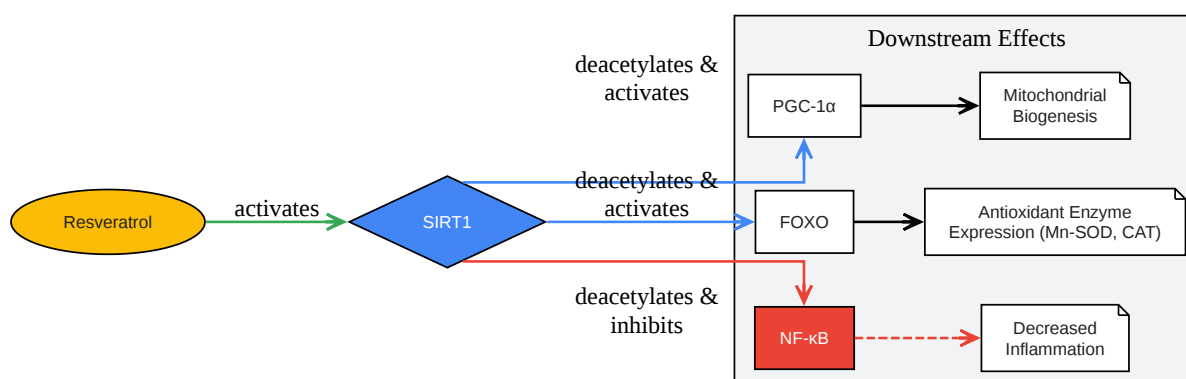 Downstream Effects
deacetylates &
activates
PGC-1α
Mitochondrial
Biogenesis
Resveratrol
activates
SIRT1
deacetylates &
activates
FOXO
Antioxidant Enzyme
Expression (Mn-SOD, CAT)
deacetylates &
inhibits
NF-κB
Decreased
Inflammation